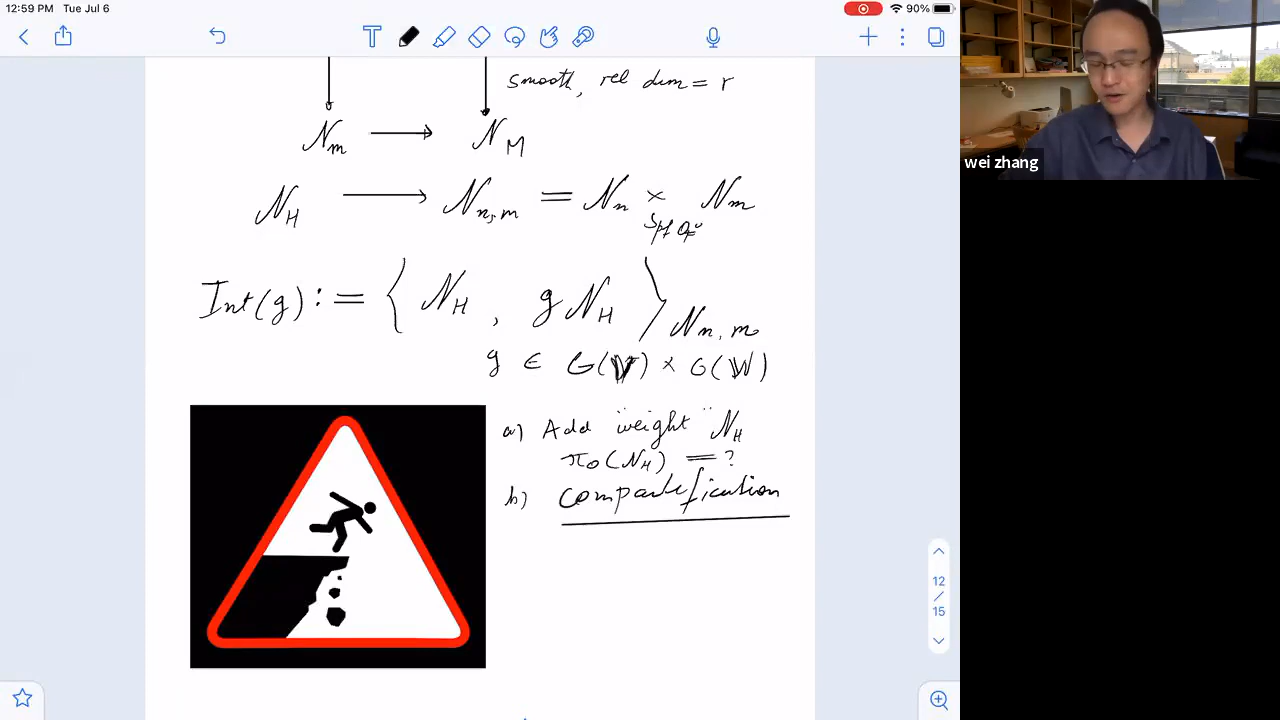 12:59 PM Tue Jul 6
90%
smooth, rel dim = r
N_m ⟶ N_M
wei zhang
N_H ⟶ N_{n,m} = N_n × N_m
Int(g) := { N_H , g N_H }_{N_{n,m}}
g ∈ G(V) × G(W)
a) Add "weight" N_H
π_0(N_H) = ?
b) compactification
12
/
15